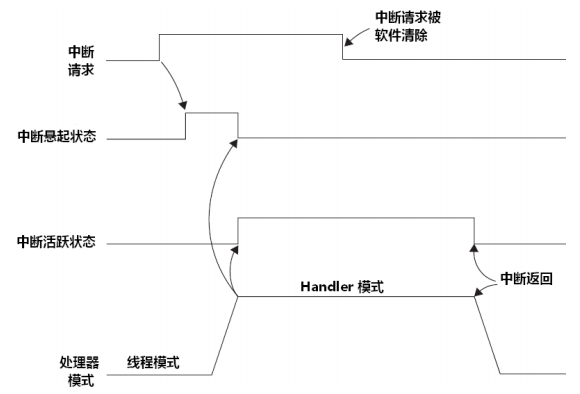 中断请求被
软件清除
中断
请求
中断悬起状态
中断活跃状态
中断返回
Handler 模式
处理器
模式
线程模式